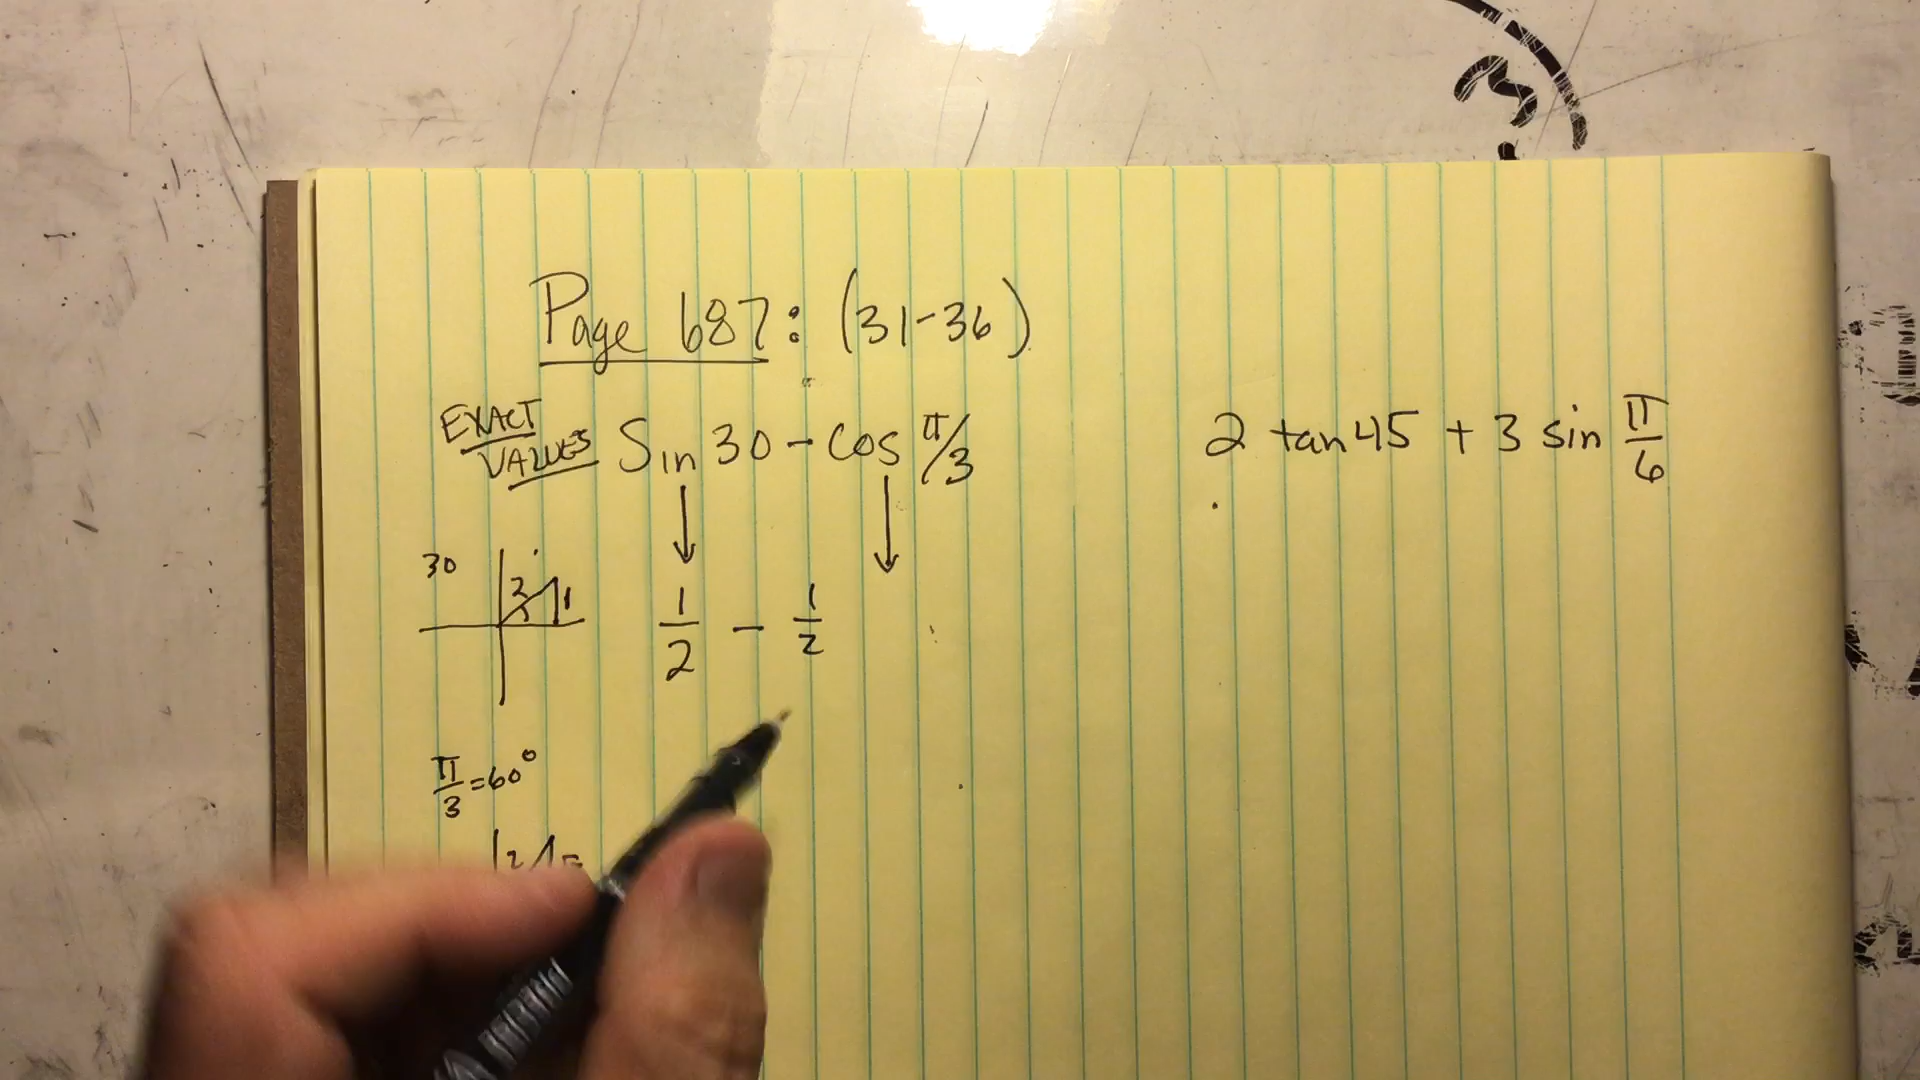 Page 687: (31-36)
EXACT VALUES Sin 30 - cos π/3
2 tan 45 + 3 sin π/6
30
2 1
1/2 - 1/2
π/3 = 60°
2